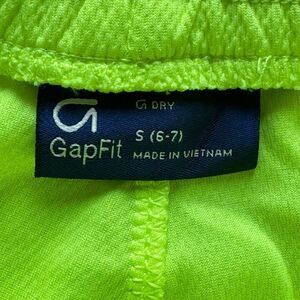 G DRY
S (6-7)
GapFit MADE IN VIETNAM